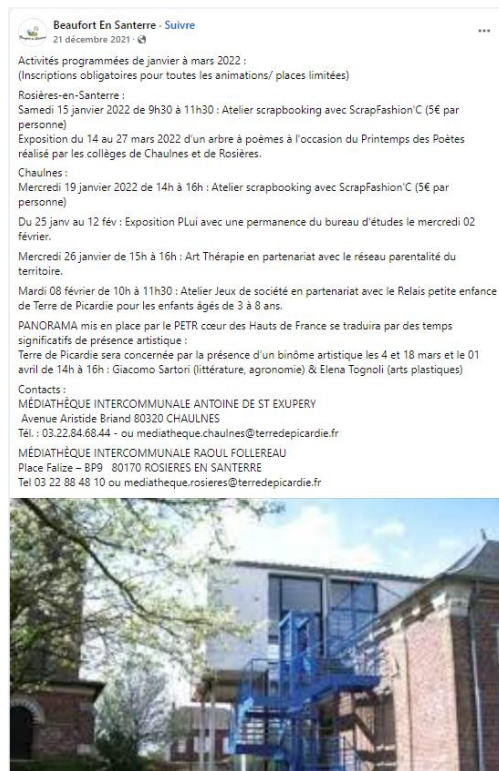 Beaufort En Santerre · Suivre
21 décembre 2021 ·
Activités programmées de janvier à mars 2022 :
(Inscriptions obligatoires pour toutes les animations/ places limitées)
Rosières-en-Santerre :
Samedi 15 janvier 2022 de 9h30 à 11h30 : Atelier scrapbooking avec ScrapFashion'C (5€ par
personne)
Exposition du 14 au 27 mars 2022 d'un arbre à poèmes à l'occasion du Printemps des Poètes
réalisé par les collèges de Chaulnes et de Rosières.
Chaulnes :
Mercredi 19 janvier 2022 de 14h à 16h : Atelier scrapbooking avec ScrapFashion'C (5€ par
personne)
Du 25 janv au 12 fév : Exposition PLui avec une permanence du bureau d'études le mercredi 02
février.
Mercredi 26 janvier de 15h à 16h : Art Thérapie en partenariat avec le réseau parentalité du
territoire.
Mardi 08 février de 10h à 11h30 : Atelier Jeux de société en partenariat avec le Relais petite enfance
de Terre de Picardie pour les enfants âgés de 3 à 8 ans.
PANORAMA mis en place par le PETR cœur des Hauts de France se traduira par des temps
significatifs de présence artistique :
Terre de Picardie sera concernée par la présence d'un binôme artistique les 4 et 18 mars et le 01
avril de 14h à 16h : Giacomo Sartori (littérature, agronomie) & Elena Tognoli (arts plastiques)
Contacts :
MÉDIATHÈQUE INTERCOMMUNALE ANTOINE DE ST EXUPERY
Avenue Aristide Briand 80320 CHAULNES
Tél. : 03.22.84.68.44 - ou mediatheque.chaulnes@terredepicardie.fr
MÉDIATHÈQUE INTERCOMMUNALE RAOUL FOLLEREAU
Place Falize – BP9 80170 ROSIERES EN SANTERRE
Tel 03 22 88 48 10 ou mediatheque.rosieres@terredepicardie.fr